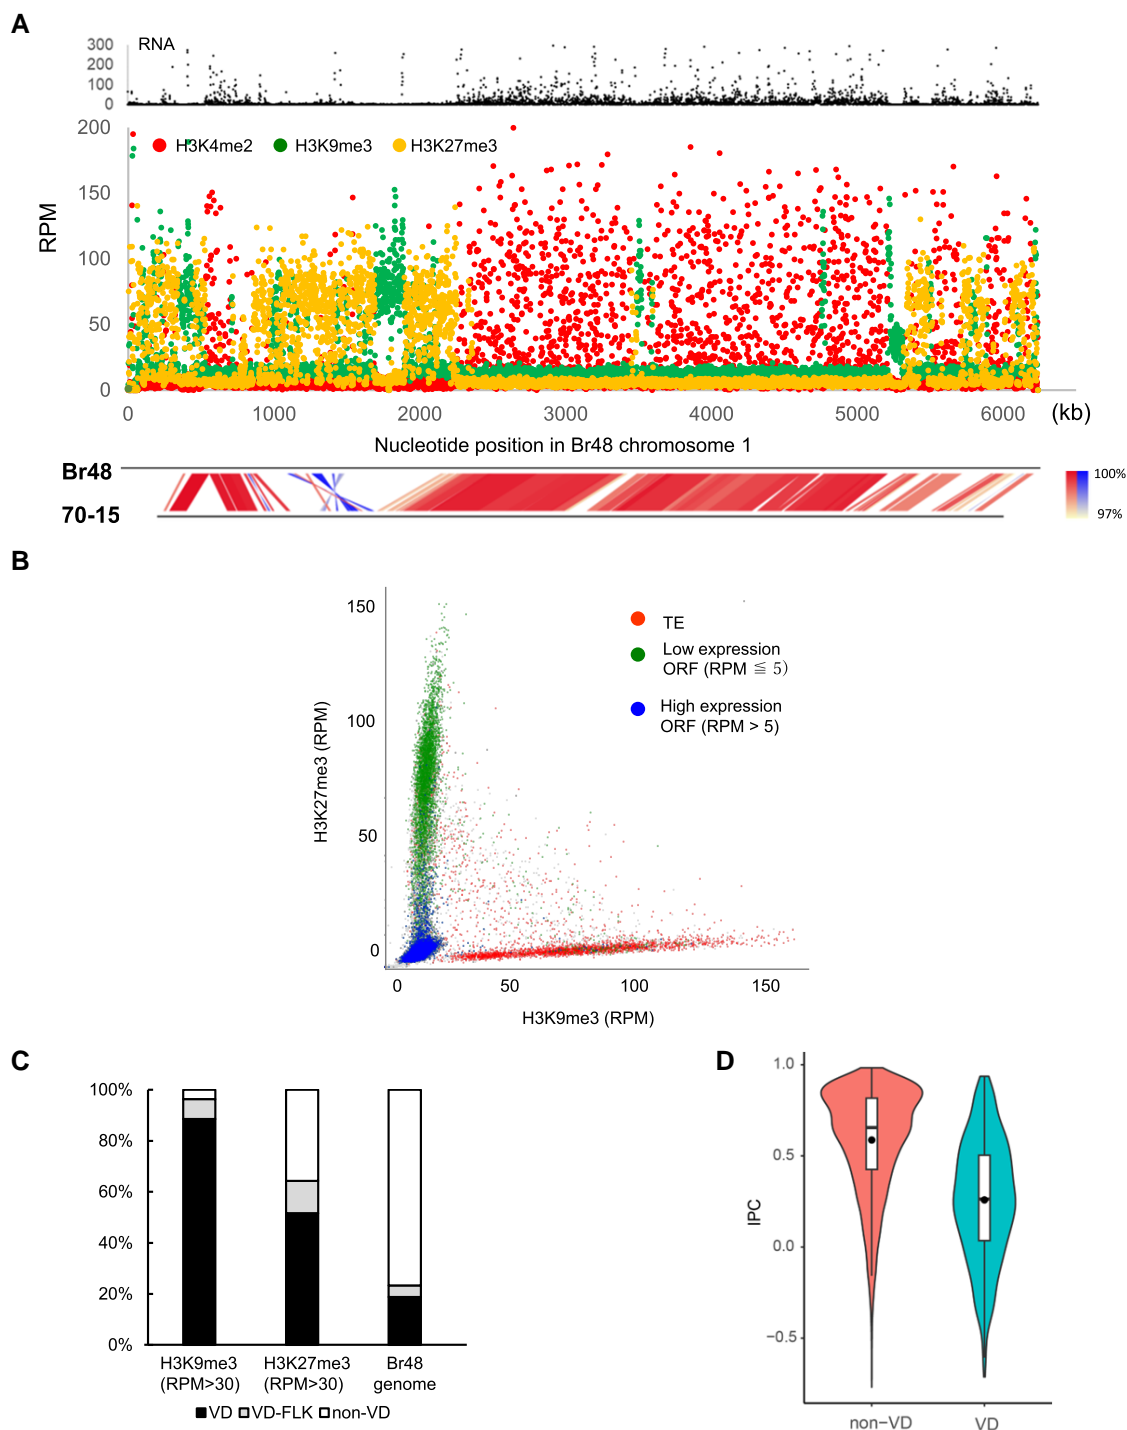 A
RNA
300
200
100
0
200
150
100
50
0
RPM
H3K4me2
H3K9me3
H3K27me3
0
1000
2000
3000
4000
5000
6000
(kb)
Nucleotide position in Br48 chromosome 1
Br48
70-15
100%
97%
B
150
100
50
0
H3K27me3 (RPM)
TE
Low expression
ORF (RPM ≦ 5)
High expression
ORF (RPM > 5)
0
50
100
150
H3K9me3 (RPM)
C
100%
80%
60%
40%
20%
0%
H3K9me3
(RPM>30)
H3K27me3
(RPM>30)
Br48
genome
VD
VD-FLK
non-VD
D
1.0
0.5
0.0
−0.5
IPC
non−VD
VD